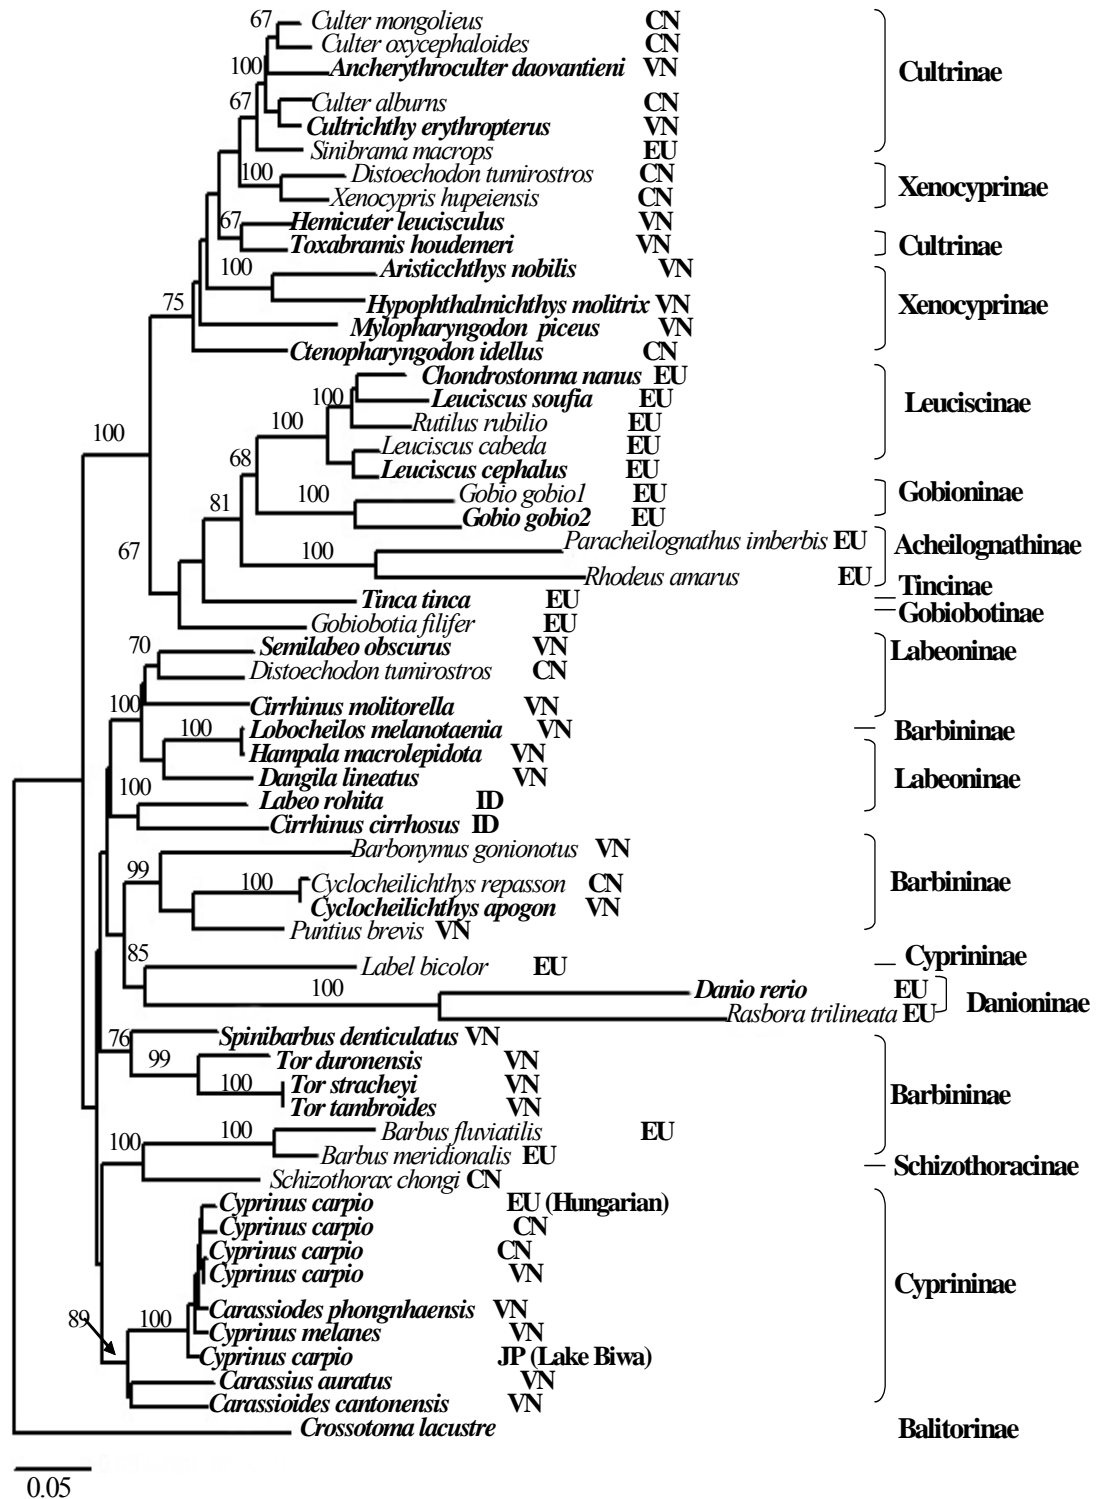 67 Culter mongolieus CN
Culter oxycephaloides CN
100 Ancherythroculter daovantieni VN
Cultrinae
67 Culter alburns CN
Cultrichthy erythropterus VN
Sinibrama macrops EU
100 Distoechodon tumirostros CN
Xenocyprinae
Xenocypris hupeiensis CN
67 Hemicuter leucisculus VN
Toxabramis houdemeri VN
Cultrinae
100 Aristicchthys nobilis VN
75 Hypophthalmichthys molitrix VN
Xenocyprinae
Mylopharyngodon piceus VN
Ctenopharyngodon idellus CN
Chondrostonma nanus EU
100 Leuciscus soufia EU
Leuciscinae
100 Rutilus rubilio EU
Leuciscus cabeda EU
68 Leuciscus cephalus EU
100 Gobio gobio1 EU
Gobioninae
81 Gobio gobio2 EU
100
100 Paracheilognathus imberbis EU
Acheilognathinae
67 Rhodeus amarus EU
Tincinae
Tinca tinca EU
Gobiobotinae
Gobiobotia filifer EU
70 Semilabeo obscurus VN
Labeoninae
Distoechodon tumirostros CN
100 Cirrhinus molitorella VN
100 Lobocheilos melanotaenia VN
Barbininae
Hampala macrolepidota VN
Dangila lineatus VN
Labeoninae
100 Labeo rohita ID
Cirrhinus cirrhosus ID
Barbonymus gonionotus VN
99
100 Cyclocheilichthys repasson CN
Barbininae
Cyclocheilichthys apogon VN
Puntius brevis VN
85 Label bicolor EU
Cyprininae
100 Danio rerio EU
Danioninae
Rasbora trilineata EU
76 Spinibarbus denticulatus VN
99 Tor duronensis VN
100 Tor stracheyi VN
Barbininae
Tor tambroides VN
100 Barbus fluviatilis EU
100 Barbus meridionalis EU
Schizothoracinae
Schizothorax chongi CN
Cyprinus carpio EU (Hungarian)
Cyprinus carpio CN
Cyprinus carpio CN
Cyprinus carpio VN
Cyprininae
Carassiodes phongnhaensis VN
89 100 Cyprinus melanes VN
Cyprinus carpio JP (Lake Biwa)
Carassius auratus VN
Carassioides cantonensis VN
Crossotoma lacustre
Balitorinae
0.05